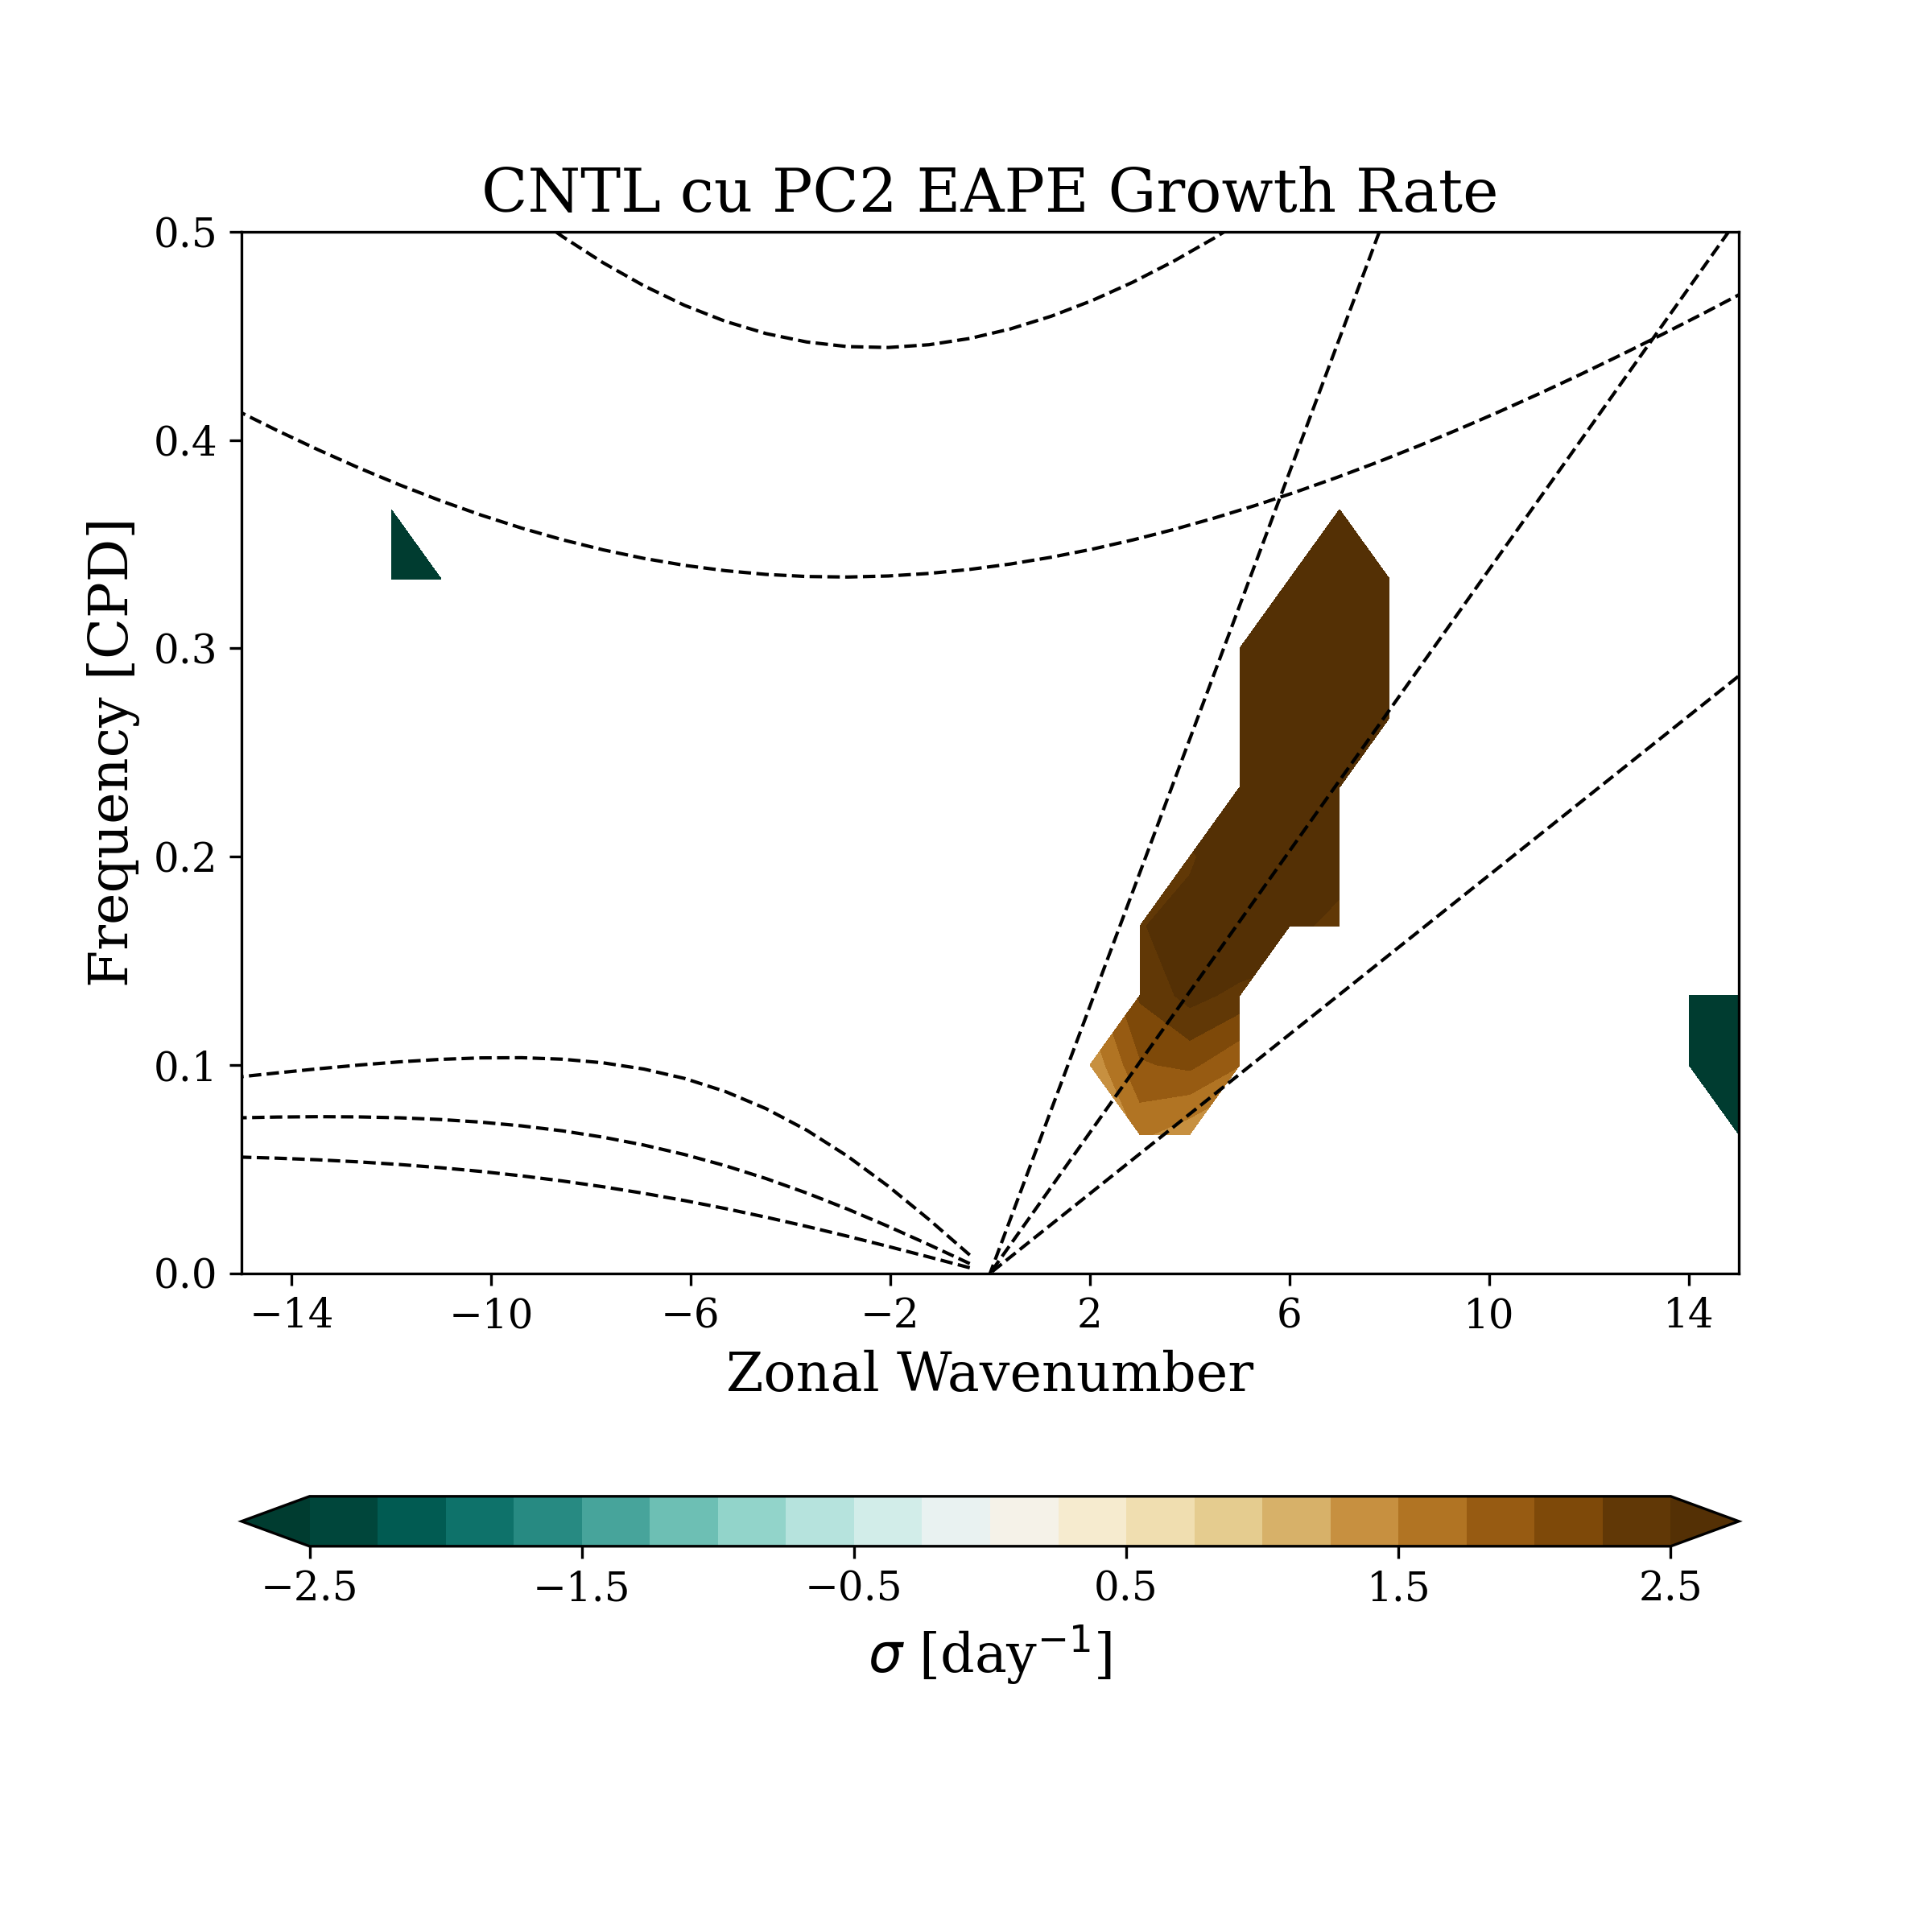 CNTL cu PC2 EAPE Growth Rate
0.5
0.4
0.3
0.2
0.1
0.0
Frequency [CPD]
−14 −10 −6 −2 2 6 10 14
Zonal Wavenumber
−2.5 −1.5 −0.5 0.5 1.5 2.5
σ [day⁻¹]